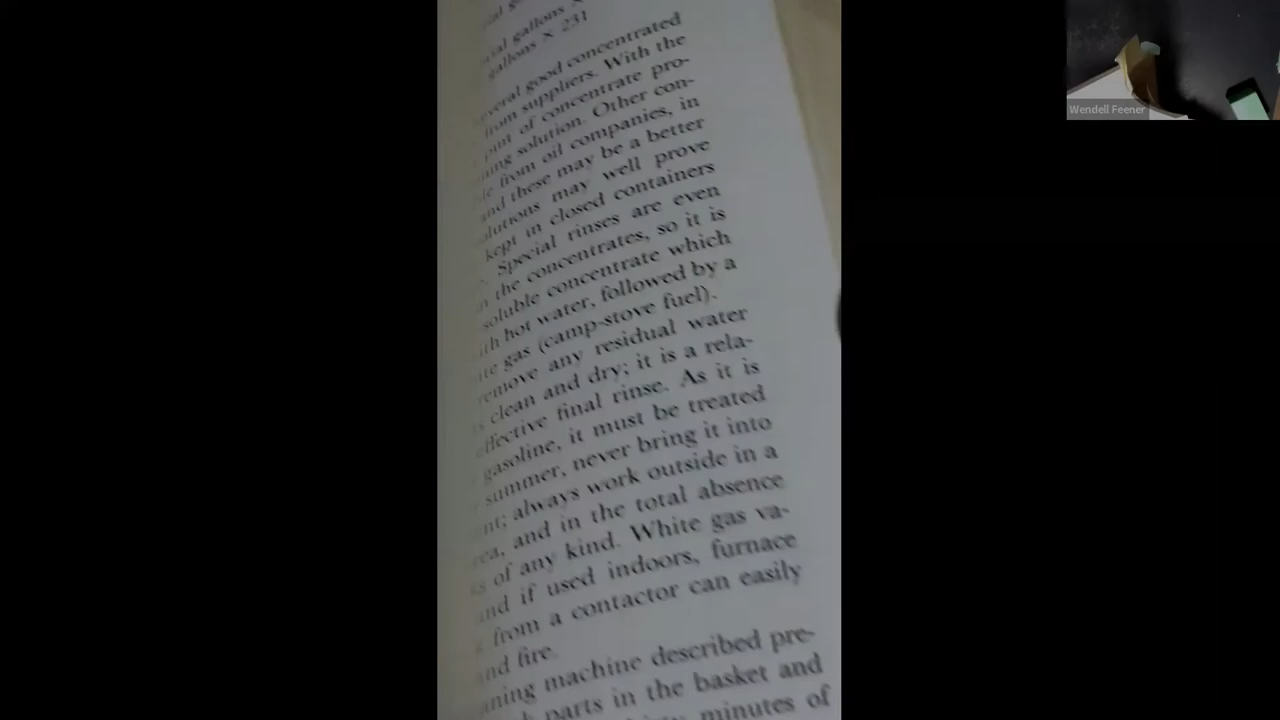 gallons X
gallons X 231
good concentrated
from suppliers. With the
of concentrate pro-
solution. Other con-
from oil companies, in
and these may be a better
may well prove
kept in closed containers
Special rinses are even
the concentrates, so it is
soluble concentrate which
hot water, followed by a
gas (camp-stove fuel).
remove any residual water
clean and dry; it is a rela-
effective final rinse. As it is
gasoline, it must be treated
summer, never bring it into
always work outside in a
and in the total absence
of any kind. White gas va-
and if used indoors, furnace
from a contactor can easily
and fire.
machine described pre-
parts in the basket and
minutes of
Wendell Feener